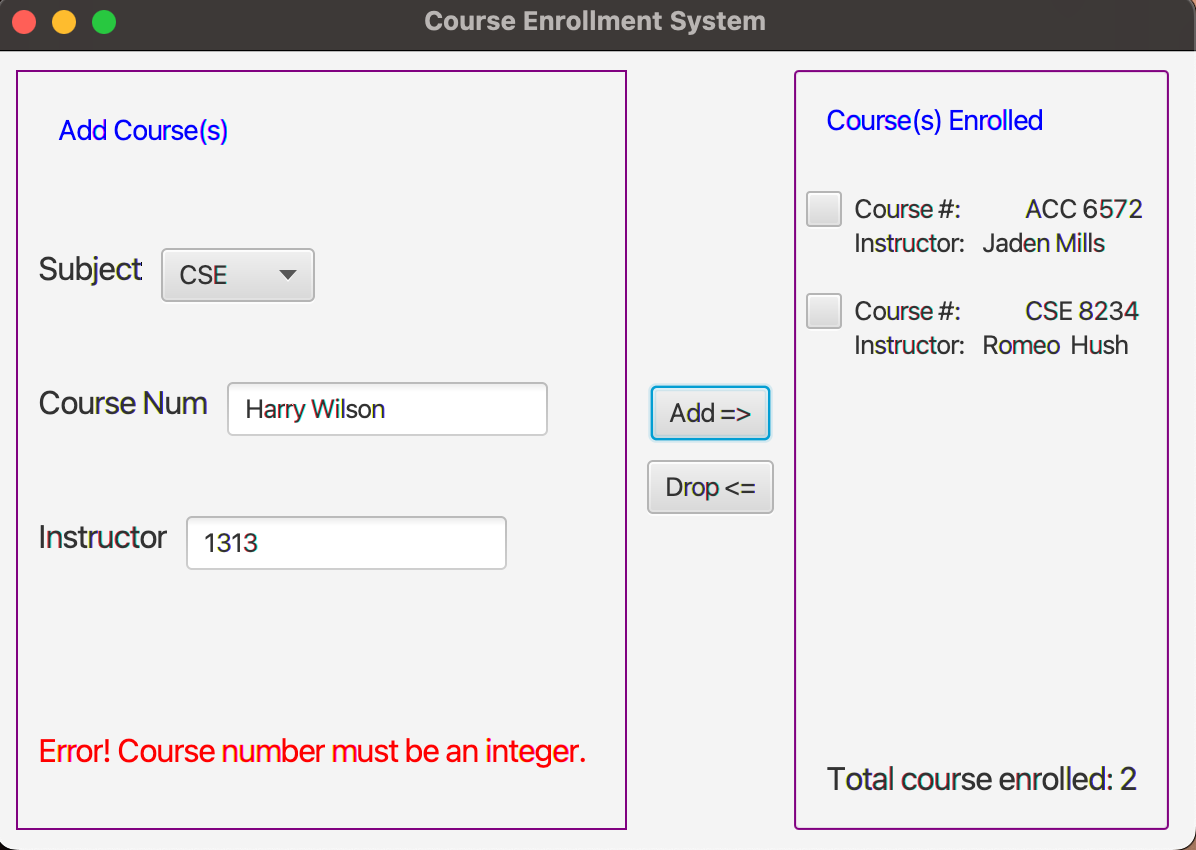 Course Enrollment System
Add Course(s)
Subject CSE
Course Num Harry Wilson
Instructor 1313
Error! Course number must be an integer.
Add =>
Drop <=
Course(s) Enrolled
Course #: ACC 6572
Instructor: Jaden Mills
Course #: CSE 8234
Instructor: Romeo Hush
Total course enrolled: 2